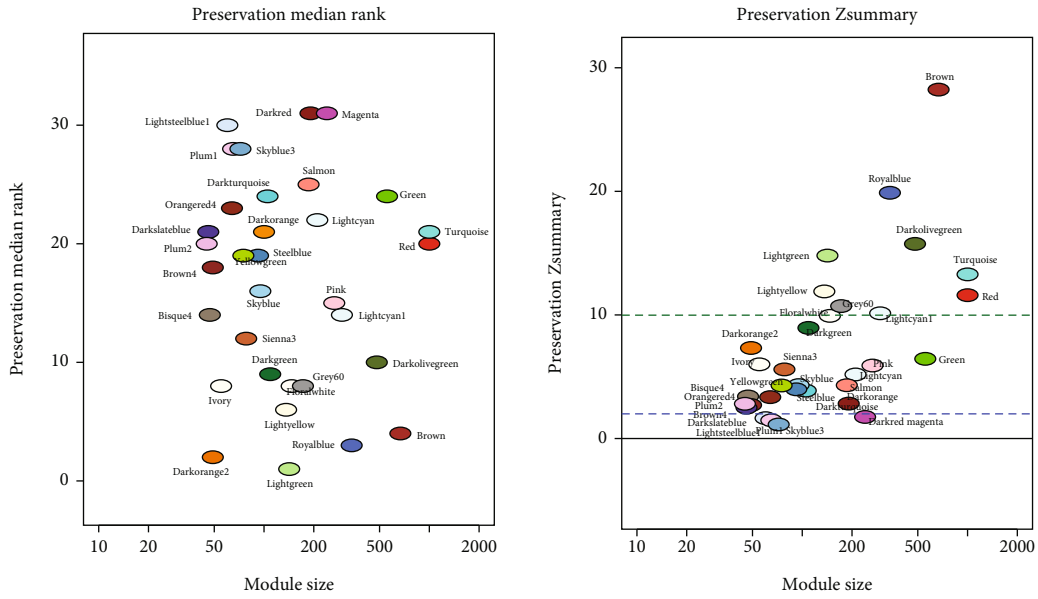 Preservation median rank
Preservation median rank
30
20
10
0
Darkred
Magenta
Lightsteelblue1
Plum1
Skyblue3
Salmon
Darkturquoise
Green
Orangered4
Lightcyan
Darkslateblue
Darkorange
Turquoise
Plum2
Red
Steelblue
Yellowgreen
Brown4
Skyblue
Pink
Bisque4
Lightcyan1
Sienna3
Darkgreen
Darkolivegreen
Grey60
Ivory
Floralwhite
Lightyellow
Brown
Royalblue
Darkorange2
Lightgreen
10
20
50
200
500
2000
Module size
Preservation Zsummary
Preservation Zsummary
30
20
10
0
Brown
Royalblue
Darkolivegreen
Lightgreen
Turquoise
Lightyellow
Red
Grey60
Floralwhite
Lightcyan1
Darkgreen
Darkorange2
Ivory
Sienna3
Pink
Green
Lightcyan
Yellowgreen
Skyblue
Bisque4
Salmon
Orangered4
Steelblue
Darkorange
Plum2
Darkturquoise
Brown4
Darkslateblue
Darkred magenta
Lightsteelblue1
Plum1
Skyblue3
10
20
50
200
500
2000
Module size